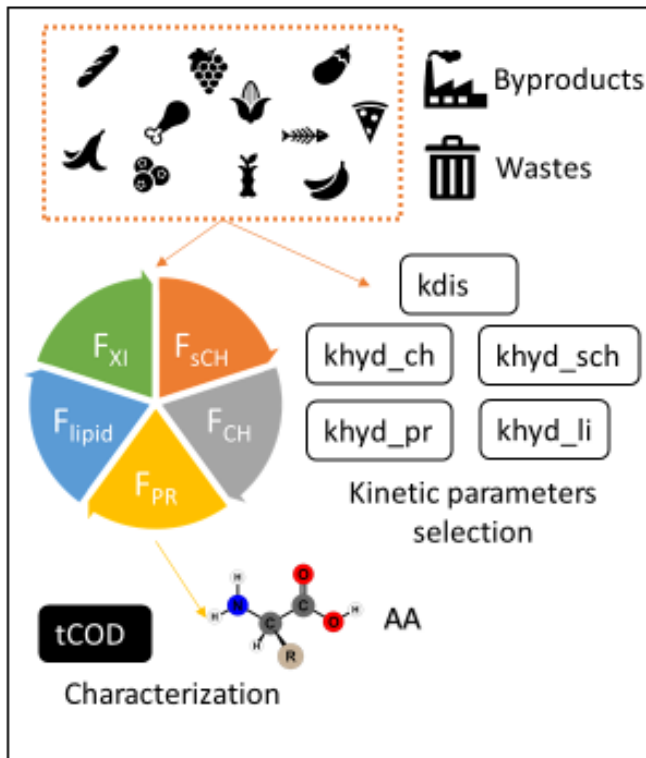 Byproducts
Wastes
kdis
khyd_ch
khyd_sch
khyd_pr
khyd_li
Kinetic parameters
selection
F_XI
F_sCH
F_lipid
F_CH
F_PR
tCOD
H
H
N
H
C
R
C
O
O
H
AA
Characterization